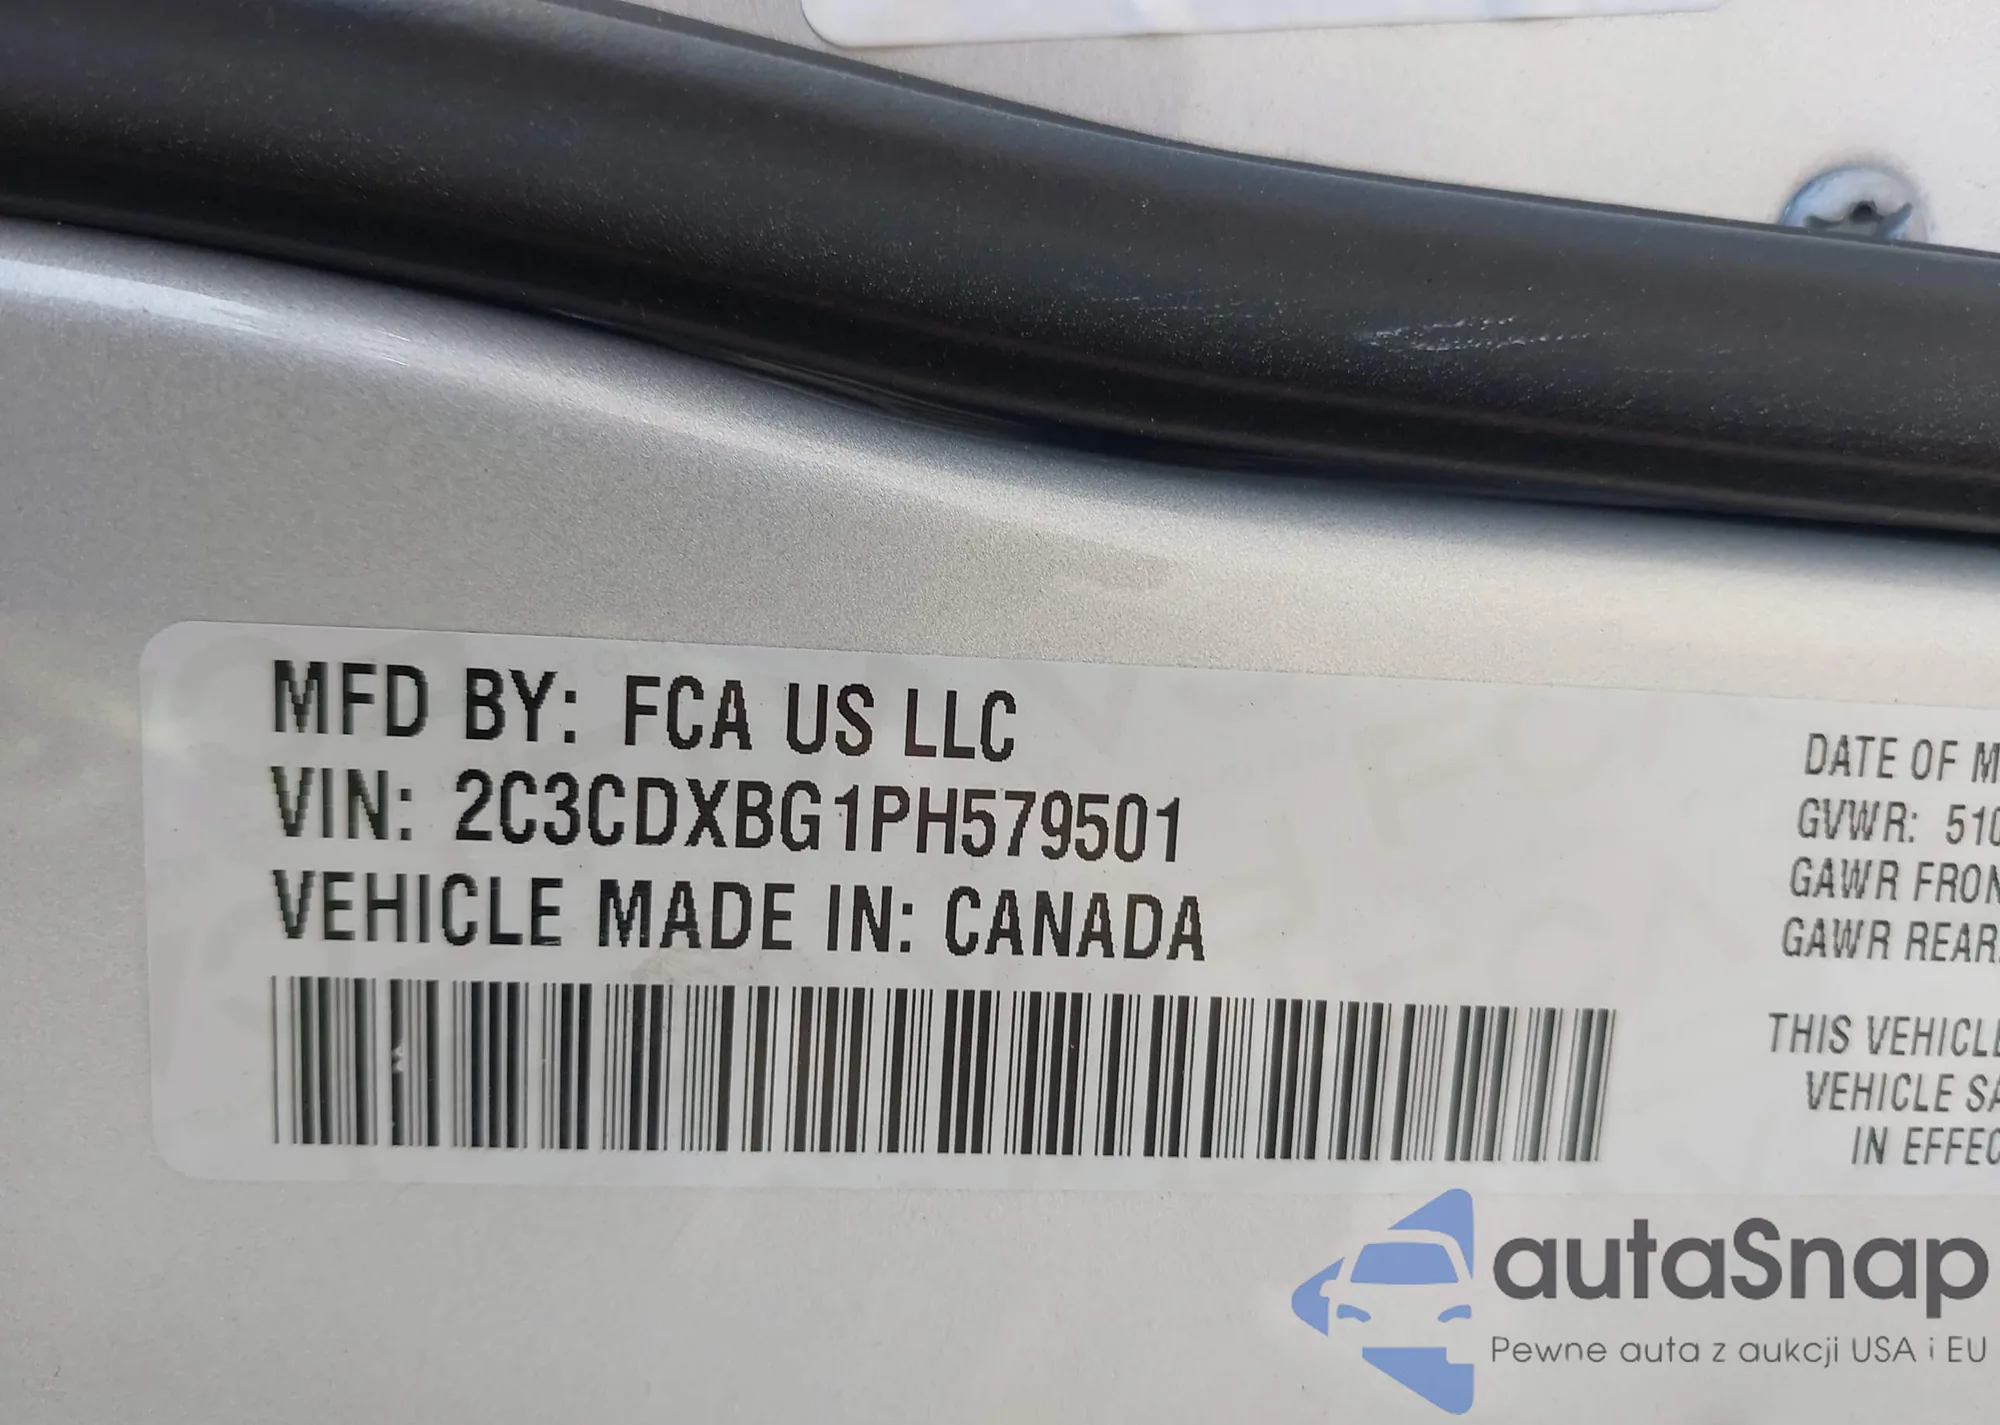 MFD BY: FCA US LLC
VIN: 2C3CDXBG1PH579501
VEHICLE MADE IN: CANADA
DATE OF M
GVWR: 510
GAWR FRON
GAWR REAR
THIS VEHICLE
VEHICLE SA
IN EFFEC
autaSnap
Pewne auta z aukcji USA i EU